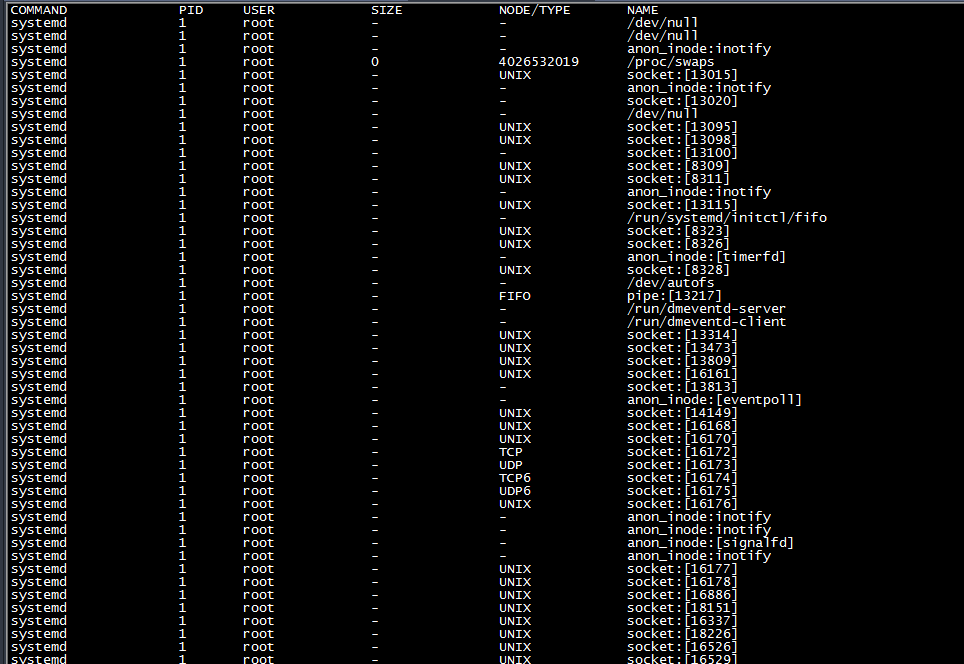 COMMAND PID USER SIZE NODE/TYPE NAME
systemd 1 root - - /dev/null
systemd 1 root - - /dev/null
systemd 1 root - - anon_inode:inotify
systemd 1 root 0 4026532019 /proc/swaps
systemd 1 root - UNIX socket:[13015]
systemd 1 root - - anon_inode:inotify
systemd 1 root - - socket:[13020]
systemd 1 root - - /dev/null
systemd 1 root - UNIX socket:[13095]
systemd 1 root - UNIX socket:[13098]
systemd 1 root - - socket:[13100]
systemd 1 root - UNIX socket:[8309]
systemd 1 root - UNIX socket:[8311]
systemd 1 root - - anon_inode:inotify
systemd 1 root - UNIX socket:[13115]
systemd 1 root - - /run/systemd/initctl/fifo
systemd 1 root - UNIX socket:[8323]
systemd 1 root - UNIX socket:[8326]
systemd 1 root - - anon_inode:[timerfd]
systemd 1 root - UNIX socket:[8328]
systemd 1 root - - /dev/autofs
systemd 1 root - FIFO pipe:[13217]
systemd 1 root - - /run/dmeventd-server
systemd 1 root - - /run/dmeventd-client
systemd 1 root - UNIX socket:[13314]
systemd 1 root - UNIX socket:[13473]
systemd 1 root - UNIX socket:[13809]
systemd 1 root - UNIX socket:[16161]
systemd 1 root - - socket:[13813]
systemd 1 root - - anon_inode:[eventpoll]
systemd 1 root - UNIX socket:[14149]
systemd 1 root - UNIX socket:[16168]
systemd 1 root - UNIX socket:[16170]
systemd 1 root - TCP socket:[16172]
systemd 1 root - UDP socket:[16173]
systemd 1 root - TCP6 socket:[16174]
systemd 1 root - UDP6 socket:[16175]
systemd 1 root - UNIX socket:[16176]
systemd 1 root - - anon_inode:inotify
systemd 1 root - - anon_inode:inotify
systemd 1 root - - anon_inode:[signalfd]
systemd 1 root - - anon_inode:inotify
systemd 1 root - UNIX socket:[16177]
systemd 1 root - UNIX socket:[16178]
systemd 1 root - UNIX socket:[16886]
systemd 1 root - UNIX socket:[18151]
systemd 1 root - UNIX socket:[16337]
systemd 1 root - UNIX socket:[18226]
systemd 1 root - UNIX socket:[16526]
systemd 1 root - UNIX socket:[16529]